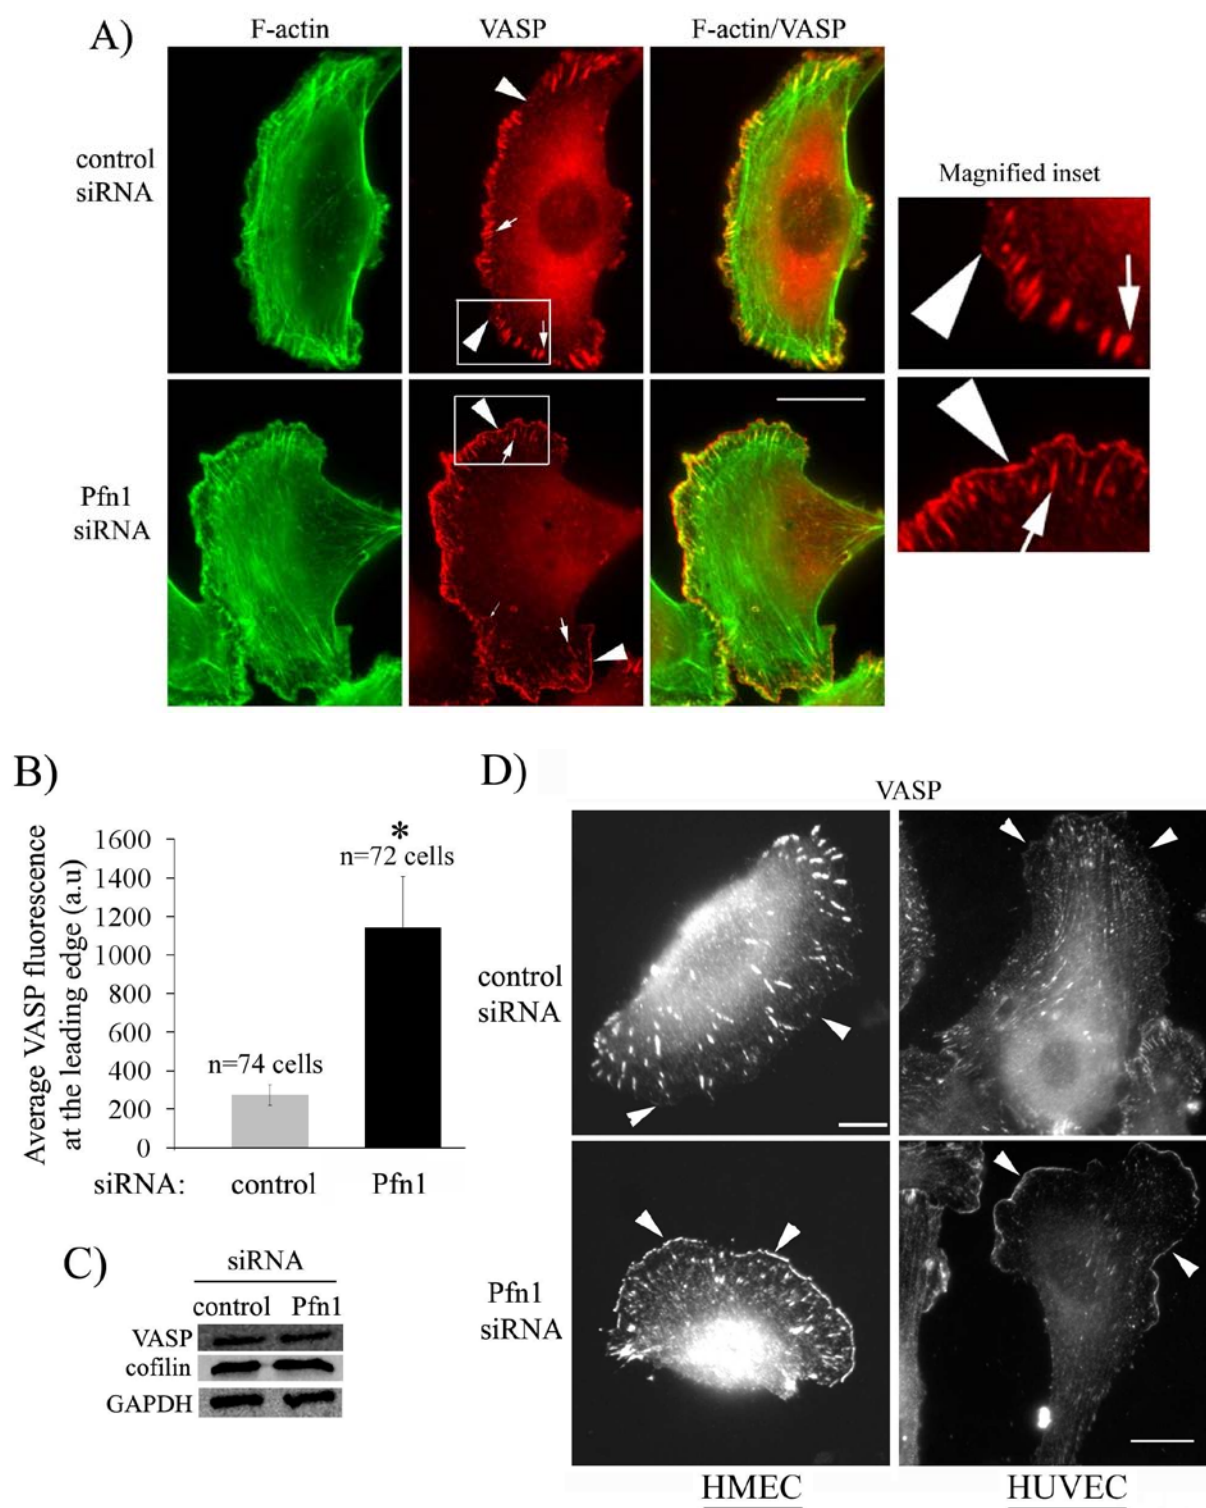 A)
F-actin
VASP
F-actin/VASP
control
siRNA
Magnified inset
Pfn1
siRNA
B)
Average VASP fluorescence
at the leading edge (a.u)
1600
1400
1200
1000
800
600
400
200
0
*
n=72 cells
n=74 cells
siRNA:
control
Pfn1
C)
siRNA
control
Pfn1
VASP
cofilin
GAPDH
D)
VASP
control
siRNA
Pfn1
siRNA
HMEC
HUVEC